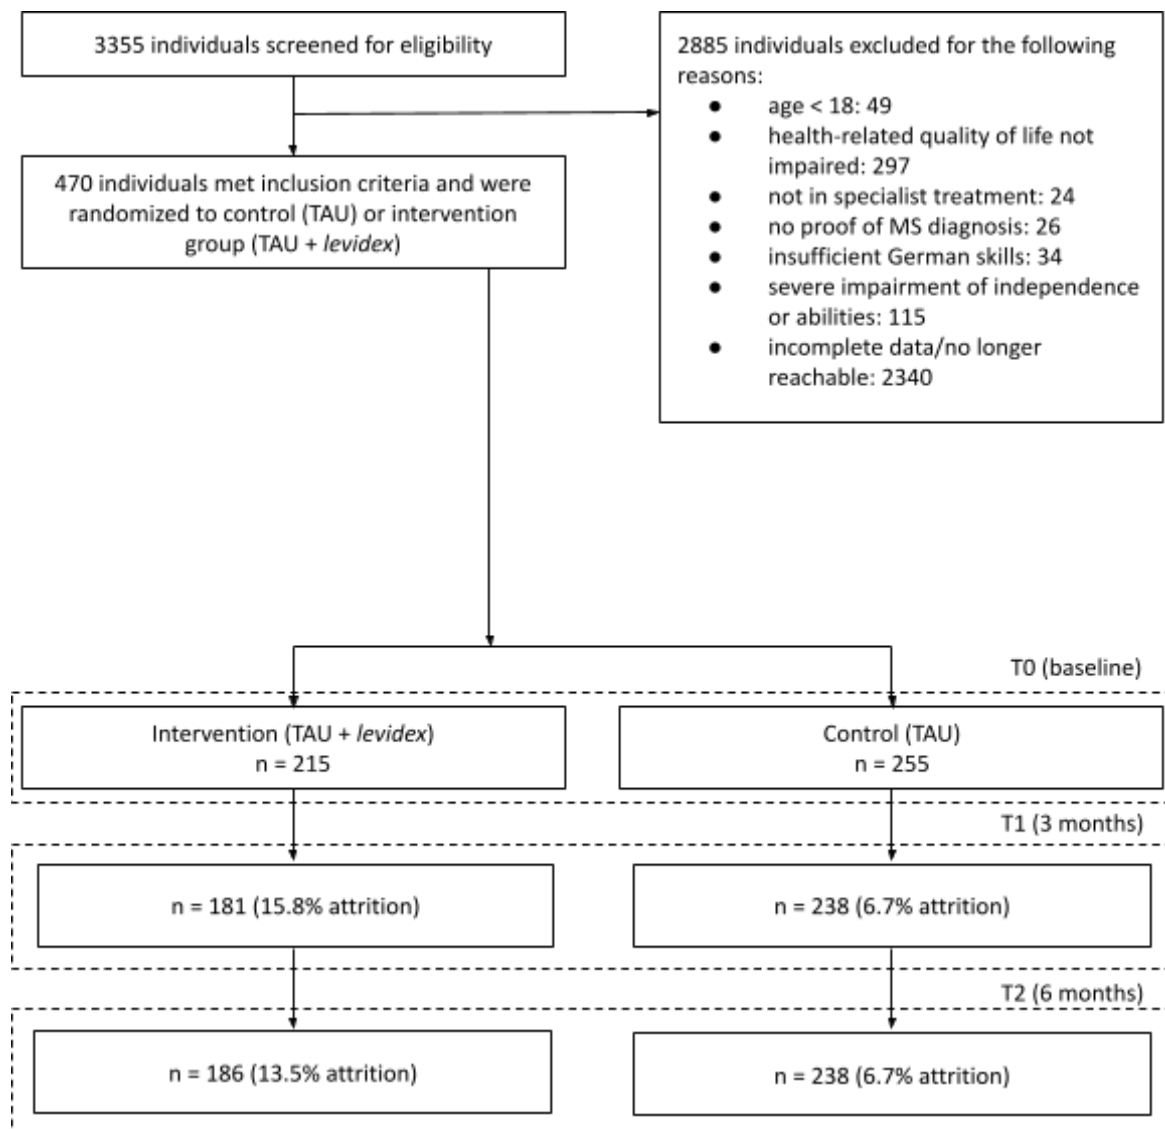 3355 individuals screened for eligibility
2885 individuals excluded for the following
reasons:
● age < 18: 49
● health-related quality of life not
impaired: 297
● not in specialist treatment: 24
● no proof of MS diagnosis: 26
● insufficient German skills: 34
● severe impairment of independence
or abilities: 115
● incomplete data/no longer
reachable: 2340
470 individuals met inclusion criteria and were
randomized to control (TAU) or intervention
group (TAU + levidex)
T0 (baseline)
Intervention (TAU + levidex)
n = 215
Control (TAU)
n = 255
T1 (3 months)
n = 181 (15.8% attrition)
n = 238 (6.7% attrition)
T2 (6 months)
n = 186 (13.5% attrition)
n = 238 (6.7% attrition)